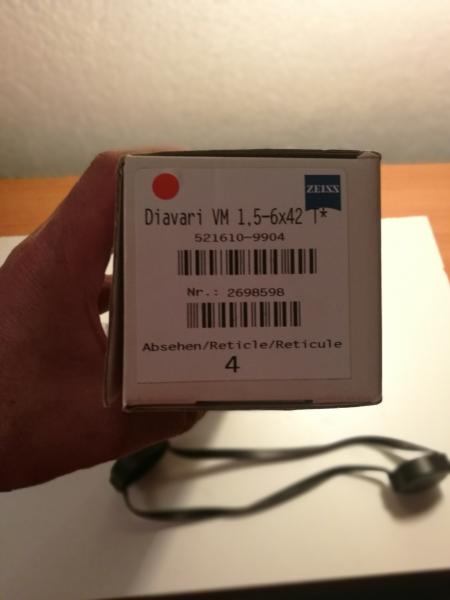 ZEISS
Diavari VM 1,5-6x42 T*
521610-9904
Nr.: 2698598
Absehen/Reticle/Reticule
4